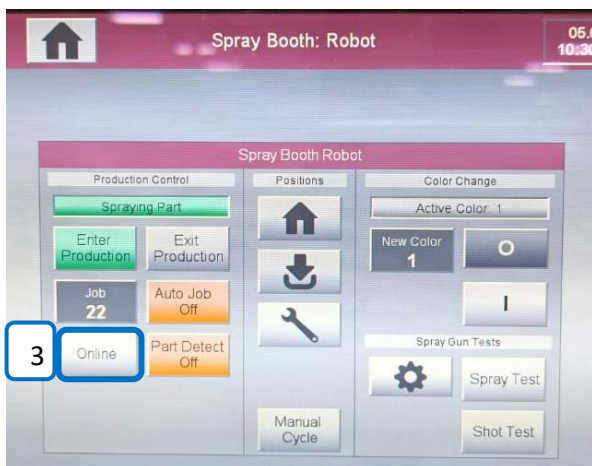 Spray Booth: Robot
10:30
Spray Booth Robot
Production Control
Spraying Part
Enter
Production
Exit
Production
Job
22
Auto Job
Off
3
Online
Part Detect
Off
Positions
Manual
Cycle
Color Change
Active Color: 1
New Color
1
O
I
Spray Gun Tests
Spray Test
Shot Test